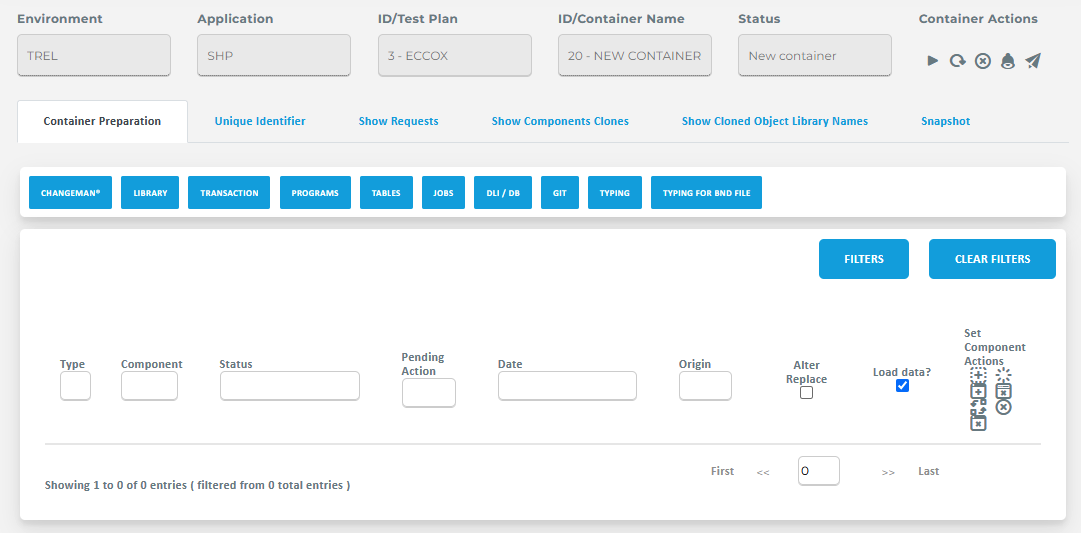 Environment Application ID/Test Plan ID/Container Name Status Container Actions
TREL SHP 3 - ECCOX 20 - NEW CONTAINER New container
Container Preparation Unique Identifier Show Requests Show Components Clones Show Cloned Object Library Names Snapshot
CHANGEMAN® LIBRARY TRANSACTION PROGRAMS TABLES JOBS DLI / DB GIT TYPING TYPING FOR BND FILE
FILTERS CLEAR FILTERS
Type Component Status Pending Action Date Origin Alter Replace Load data? Set Component Actions
First << 0 >> Last
Showing 1 to 0 of 0 entries ( filtered from 0 total entries )